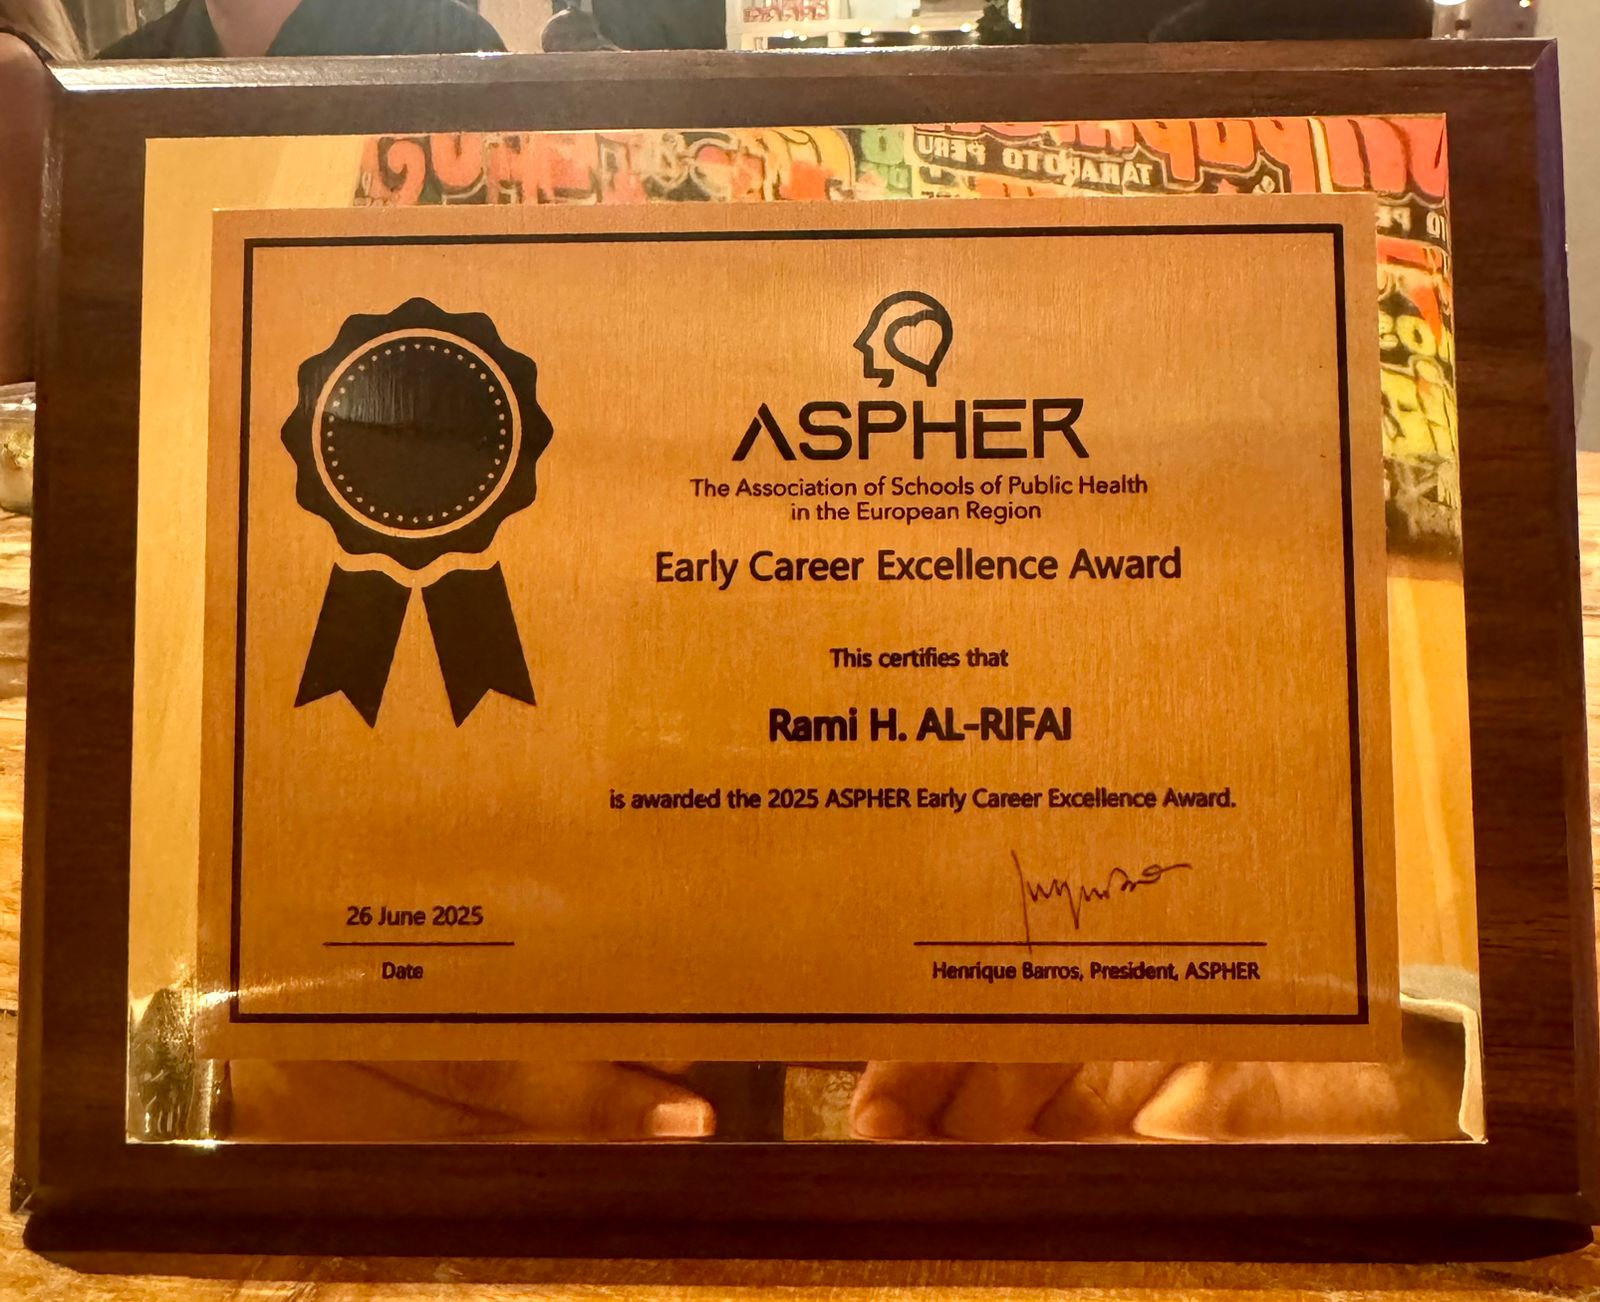 ASPHER
The Association of Schools of Public Health
in the European Region
Early Career Excellence Award
This certifies that
Rami H. AL-RIFAI
is awarded the 2025 ASPHER Early Career Excellence Award.
26 June 2025
Date
Henrique Barros, President, ASPHER
TARAPOTO PERU